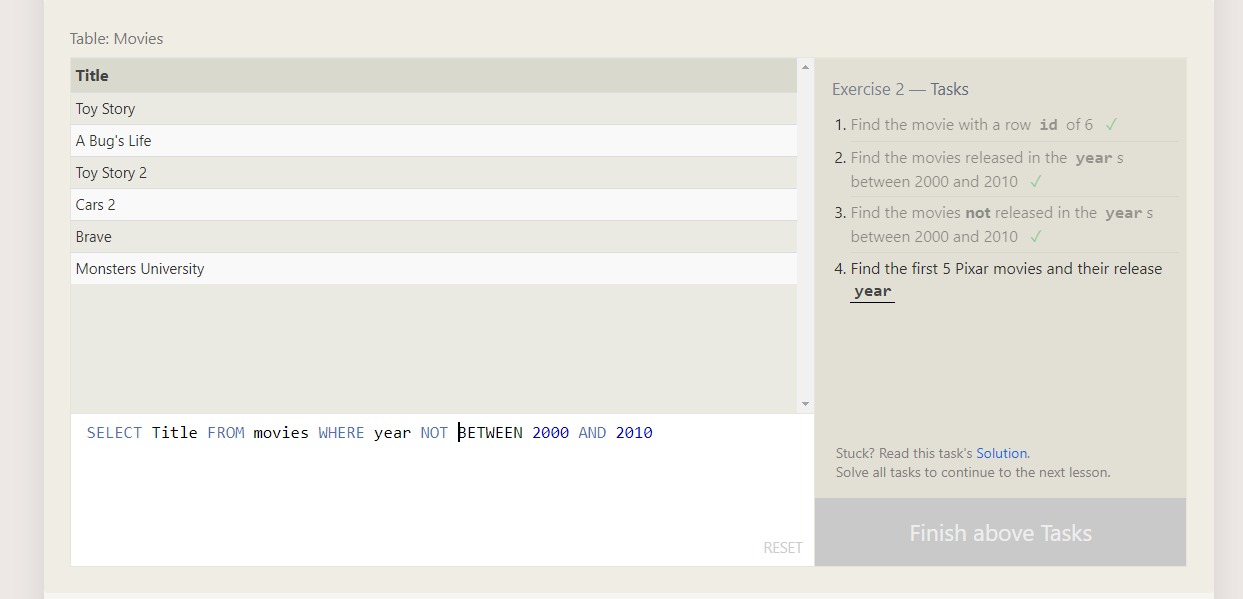 Table: Movies
Title
Toy Story
A Bug's Life
Toy Story 2
Cars 2
Brave
Monsters University
SELECT Title FROM movies WHERE year NOT BETWEEN 2000 AND 2010
RESET
Exercise 2 — Tasks
1. Find the movie with a row id of 6 ✓
2. Find the movies released in the year s
between 2000 and 2010 ✓
3. Find the movies not released in the year s
between 2000 and 2010 ✓
4. Find the first 5 Pixar movies and their release
year
Stuck? Read this task's Solution.
Solve all tasks to continue to the next lesson.
Finish above Tasks